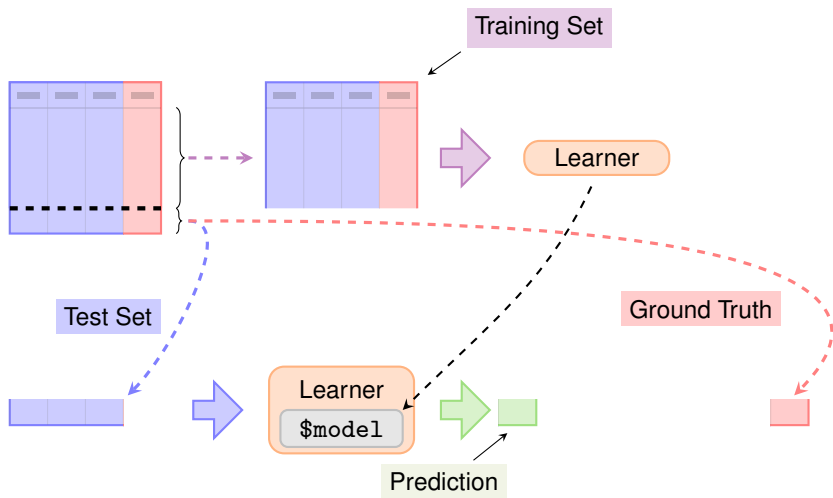 Training Set
Learner
Test Set
Ground Truth
Learner
$model
Prediction